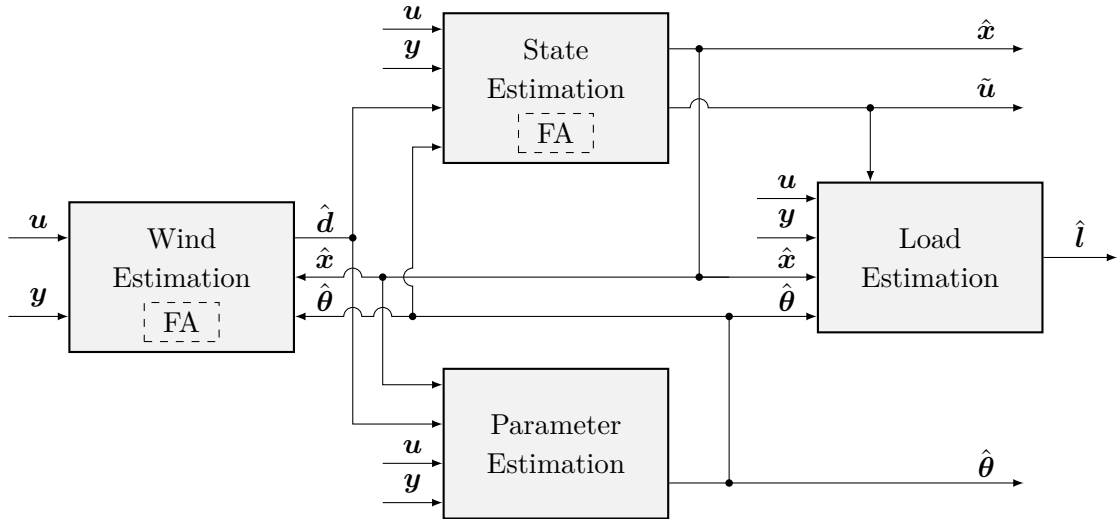 u
y
State
Estimation
FA
x̂
ũ
u
y
Wind
Estimation
FA
d̂
x̂
θ̂
u
y
x̂
θ̂
Load
Estimation
l̂
u
y
Parameter
Estimation
θ̂